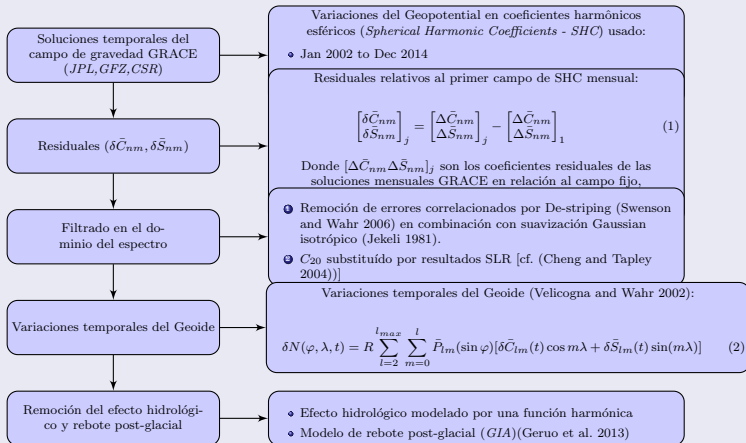 Soluciones temporales del
campo de gravedad GRACE
(JPL,GFZ,CSR)
Variaciones del Geopotential en coeficientes harmônicos
esféricos (Spherical Harmonic Coefficients - SHC) usado:
Jan 2002 to Dec 2014
Residuales (δC̄nm, δS̄nm)
Residuales relativos al primer campo de SHC mensual:
[δC̄nm δS̄nm]j = [ΔC̄nm ΔS̄nm]j − [ΔC̄nm ΔS̄nm]1 (1)
Donde [ΔC̄nmΔS̄nm]j son los coeficientes residuales de las
soluciones mensuales GRACE en relación al campo fijo,
Filtrado en el do-
minio del espectro
1 Remoción de errores correlacionados por De-striping (Swenson
and Wahr 2006) en combinación con suavización Gaussian
isotrópico (Jekeli 1981).
2 C20 substituído por resultados SLR [cf. (Cheng and Tapley
2004))]
Variaciones temporales del Geoide
Variaciones temporales del Geoide (Velicogna and Wahr 2002):
δN(φ, λ, t) = R ∑_{l=2}^{lmax} ∑_{m=0}^{l} P̄lm(sin φ)[δC̄lm(t) cos mλ + δS̄lm(t) sin(mλ)] (2)
Remoción del efecto hidrológi-
co y rebote post-glacial
Efecto hidrológico modelado por una función harmónica
Modelo de rebote post-glacial (GIA)(Geruo et al. 2013)